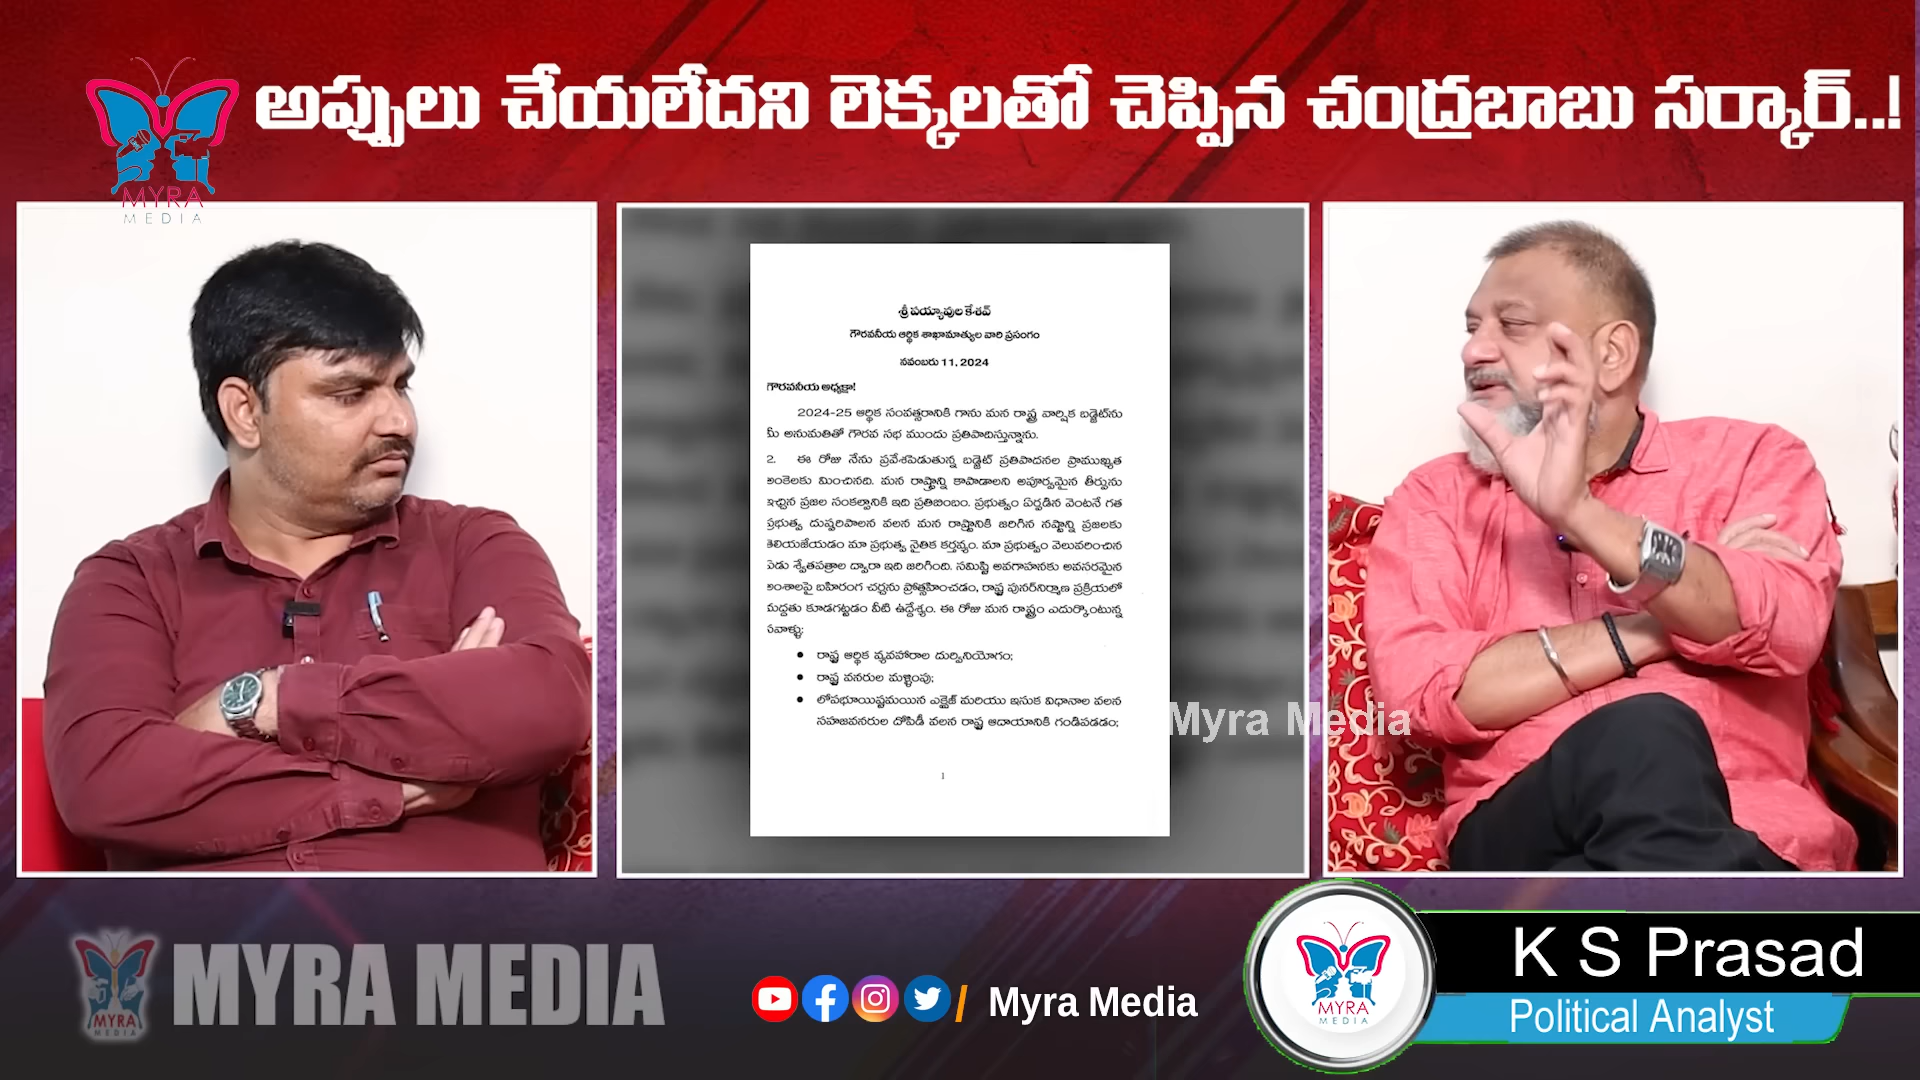 అప్పులు చేయలేదని లెక్కలతో చెప్పిన చంద్రబాబు సర్కార్..!
MYRA
MEDIA
శ్రీ పయ్యావుల కేశవ్
గౌరవనీయ ఆర్థిక శాఖామాత్యుల వారి ప్రసంగం
నవంబరు 11, 2024
గౌరవనీయ అధ్యక్షా!
2024-25 ఆర్థిక సంవత్సరానికి గాను మన రాష్ట్ర వార్షిక బడ్జెట్‌ను
మీ అనుమతితో గౌరవ సభ ముందు ప్రతిపాదిస్తున్నాను.
2. ఈ రోజు నేను ప్రవేశపెడుతున్న బడ్జెట్ ప్రతిపాదనల ప్రాముఖ్యత
అంకెలకు మించినది. మన రాష్ట్రాన్ని కాపాడాలని అపూర్వమైన తీర్పును
ఇచ్చిన ప్రజల సంకల్పానికి ఇది ప్రతిబింబం. ప్రభుత్వం ఏర్పడిన వెంటనే గత
ప్రభుత్వ దుష్పరిపాలన వలన మన రాష్ట్రానికి జరిగిన నష్టాన్ని ప్రజలకు
తెలియజేయడం మా ప్రభుత్వ నైతిక కర్తవ్యం. మా ప్రభుత్వం వెలువరించిన
ఏడు శ్వేతపత్రాల ద్వారా ఇది జరిగింది. సమిష్టి అవగాహనకు అవసరమైన
అంశాలపై బహిరంగ చర్చను ప్రోత్సహించడం, రాష్ట్ర పునర్‌నిర్మాణ ప్రక్రియలో
మద్దతు కూడగట్టడం వీటి ఉద్దేశ్యం. ఈ రోజు మన రాష్ట్రం ఎదుర్కొంటున్న
సవాళ్ళు:
• రాష్ట్ర ఆర్థిక వ్యవహారాల దుర్వినియోగం;
• రాష్ట్ర వనరుల మళ్ళింపు;
• లోపభూయిష్టమయిన ఎక్సైజ్ మరియు ఇసుక విధానాల వలన
సహజవనరుల దోపిడీ వలన రాష్ట్ర ఆదాయానికి గండిపడడం;
1
Myra Media
MYRA
MEDIA
MYRA MEDIA
/ Myra Media
MYRA
MEDIA
K S Prasad
Political Analyst